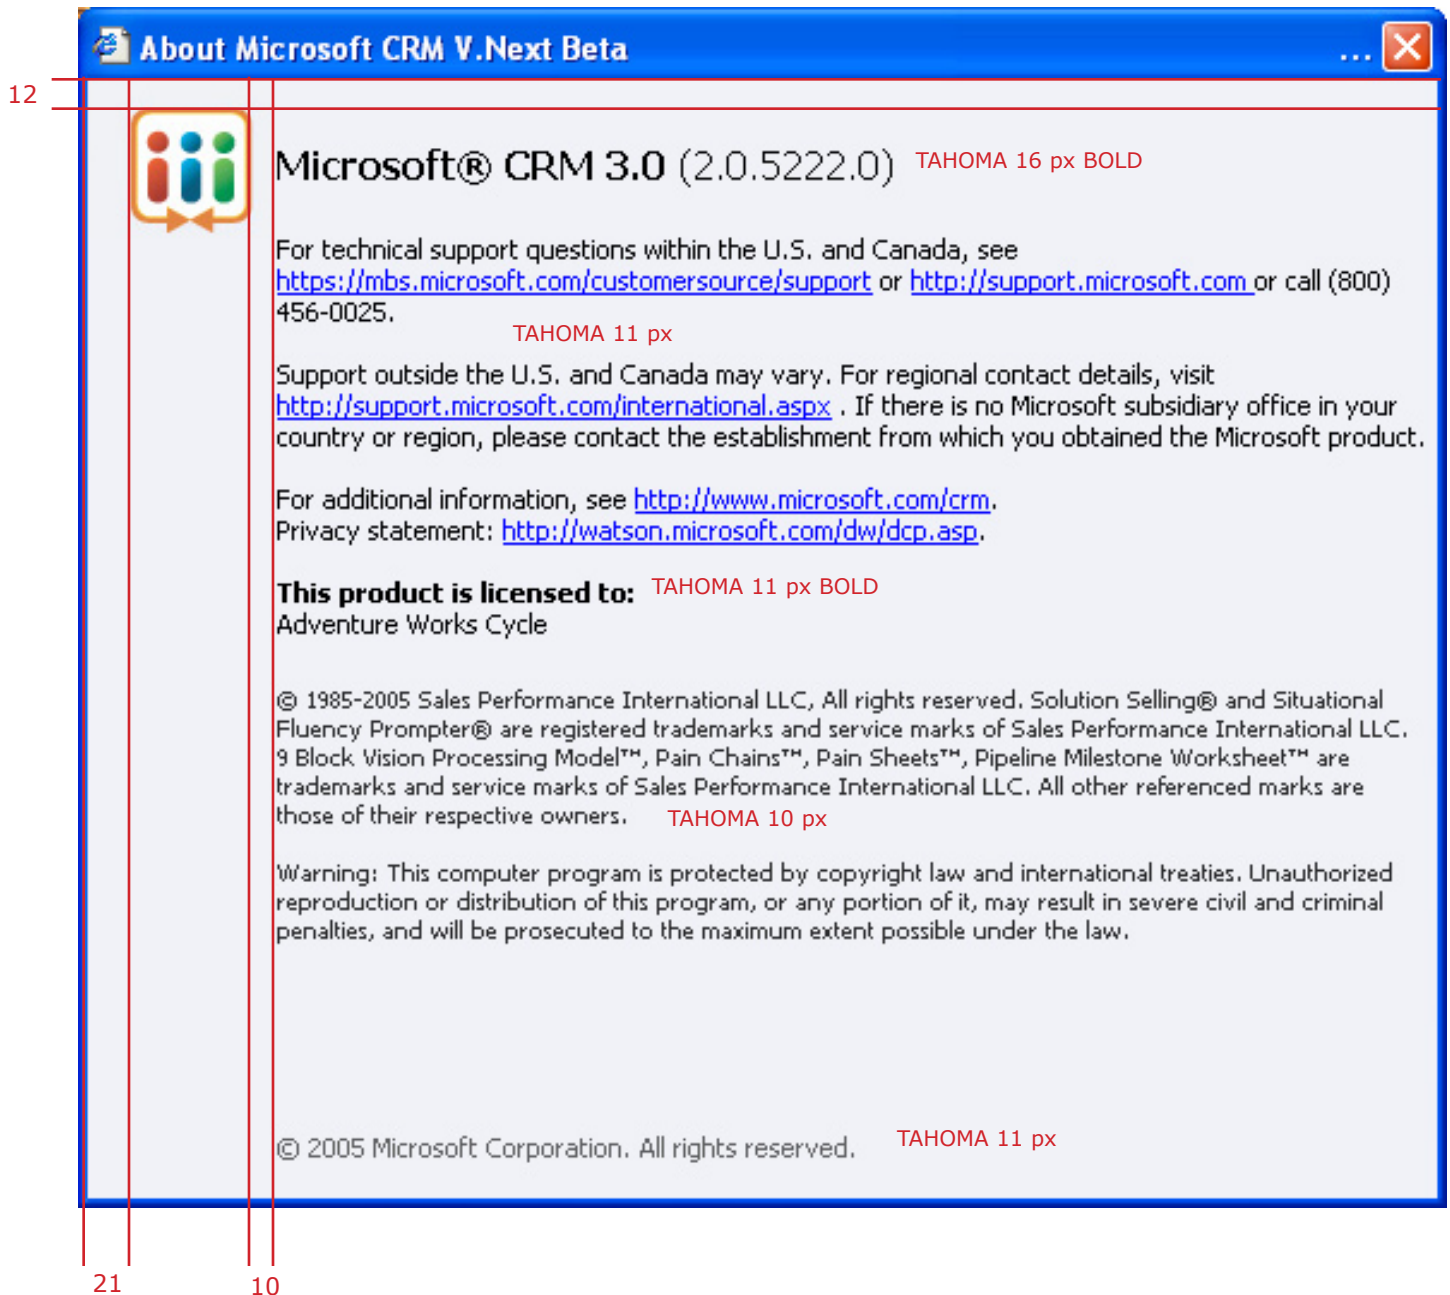 About Microsoft CRM V.Next Beta ...
12
Microsoft® CRM 3.0 (2.0.5222.0) TAHOMA 16 px BOLD
For technical support questions within the U.S. and Canada, see
https://mbs.microsoft.com/customersource/support or http://support.microsoft.com or call (800)
456-0025.
TAHOMA 11 px
Support outside the U.S. and Canada may vary. For regional contact details, visit
http://support.microsoft.com/international.aspx . If there is no Microsoft subsidiary office in your
country or region, please contact the establishment from which you obtained the Microsoft product.
For additional information, see http://www.microsoft.com/crm.
Privacy statement: http://watson.microsoft.com/dw/dcp.asp.
This product is licensed to: TAHOMA 11 px BOLD
Adventure Works Cycle
© 1985-2005 Sales Performance International LLC, All rights reserved. Solution Selling® and Situational
Fluency Prompter® are registered trademarks and service marks of Sales Performance International LLC.
9 Block Vision Processing Model™, Pain Chains™, Pain Sheets™, Pipeline Milestone Worksheet™ are
trademarks and service marks of Sales Performance International LLC. All other referenced marks are
those of their respective owners. TAHOMA 10 px
Warning: This computer program is protected by copyright law and international treaties. Unauthorized
reproduction or distribution of this program, or any portion of it, may result in severe civil and criminal
penalties, and will be prosecuted to the maximum extent possible under the law.
© 2005 Microsoft Corporation. All rights reserved. TAHOMA 11 px
21 10